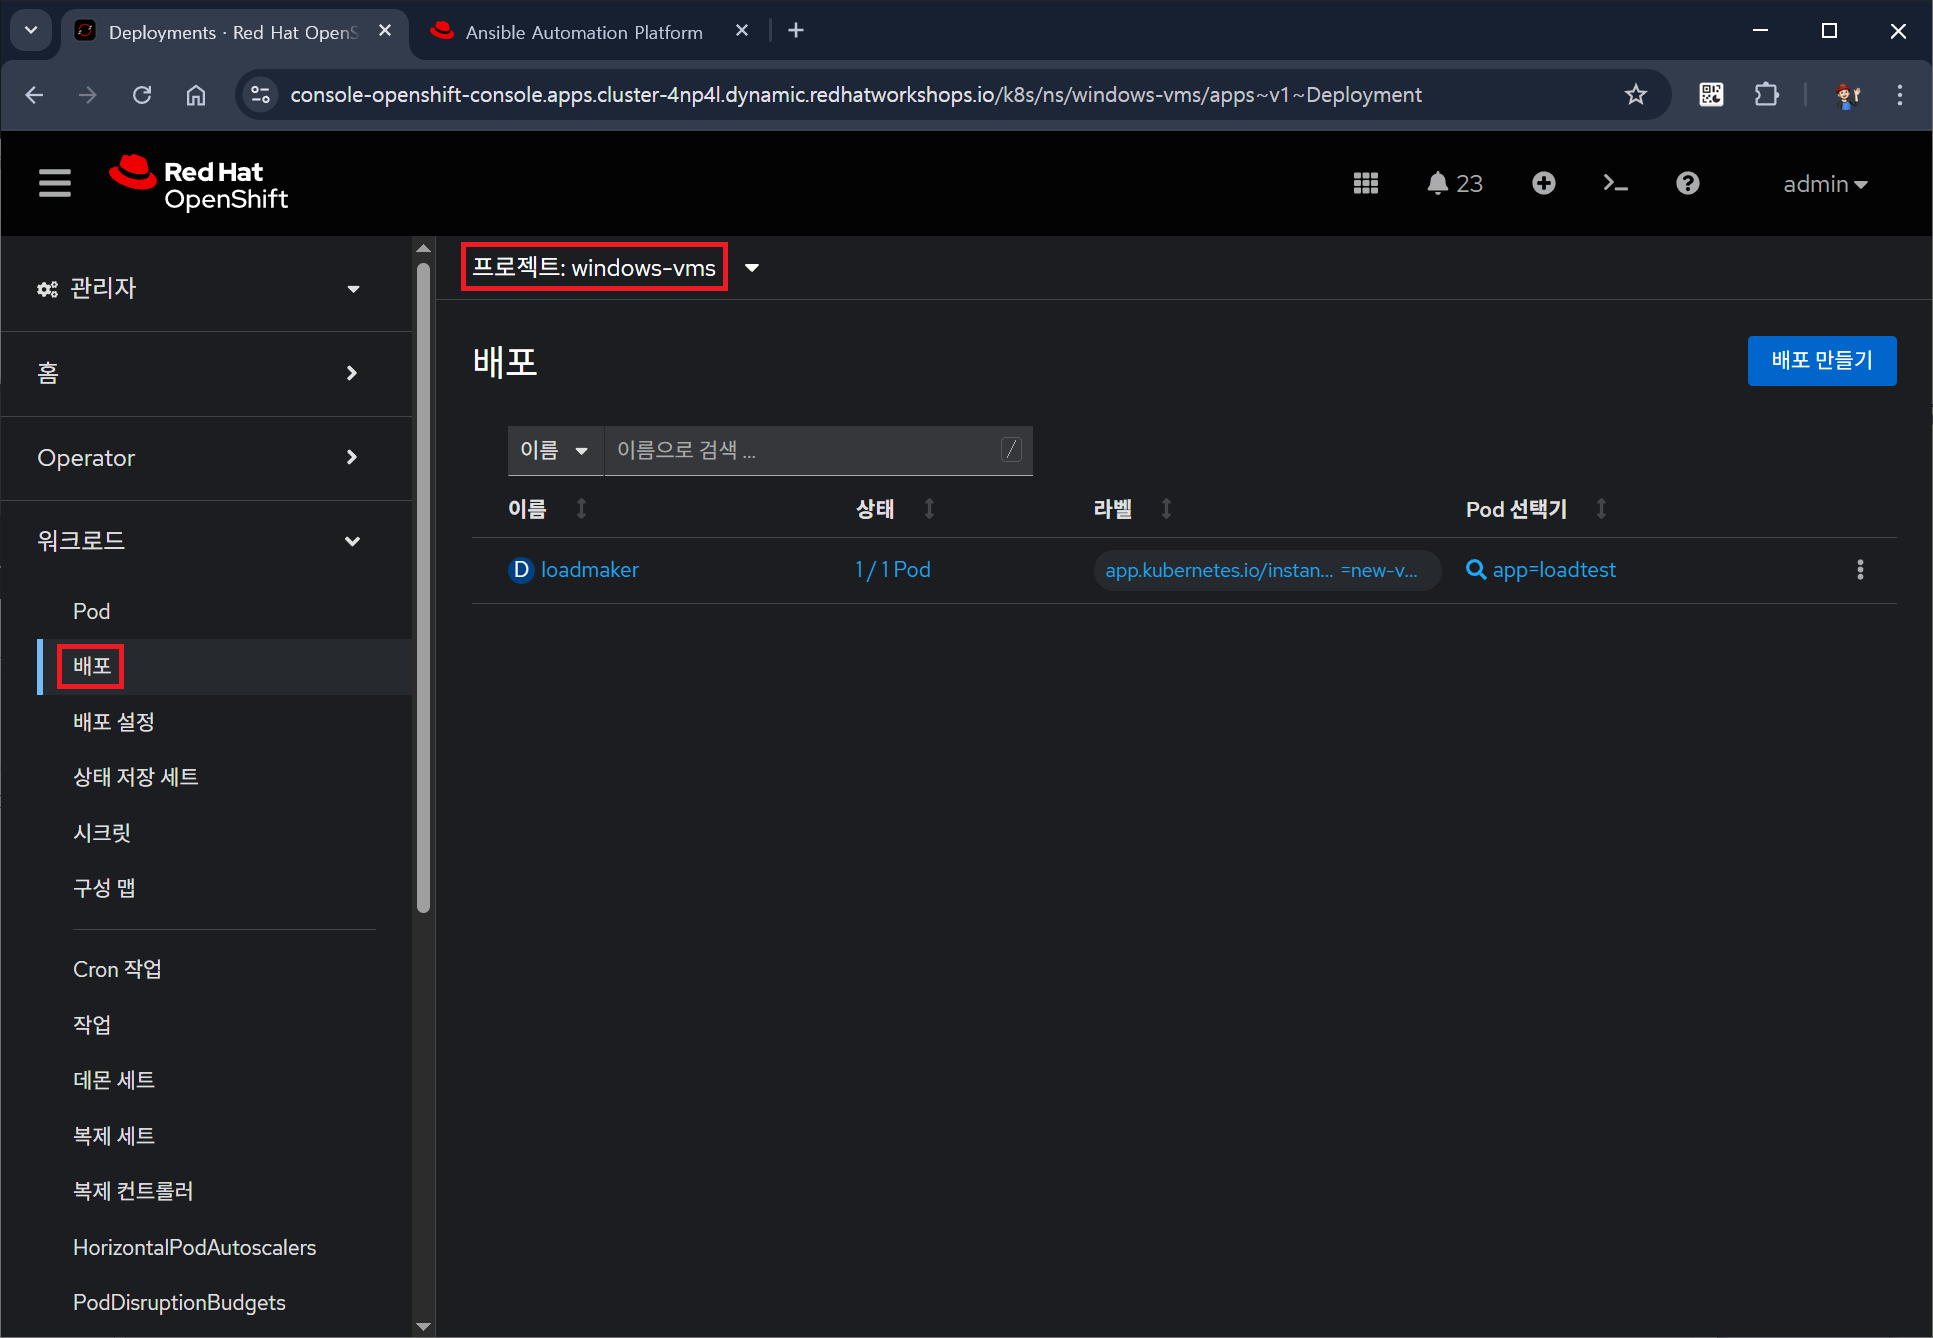 Deployments · Red Hat OpenS
Ansible Automation Platform
console-openshift-console.apps.cluster-4np4l.dynamic.redhatworkshops.io/k8s/ns/windows-vms/apps~v1~Deployment
Red Hat
OpenShift
23
admin
관리자
홈
Operator
워크로드
Pod
배포
배포 설정
상태 저장 세트
시크릿
구성 맵
Cron 작업
작업
데몬 세트
복제 세트
복제 컨트롤러
HorizontalPodAutoscalers
PodDisruptionBudgets
프로젝트: windows-vms
배포
배포 만들기
이름
이름으로 검색 ...
/
이름 상태 라벨 Pod 선택기
D loadmaker 1 / 1 Pod app.kubernetes.io/instan... =new-v... app=loadtest